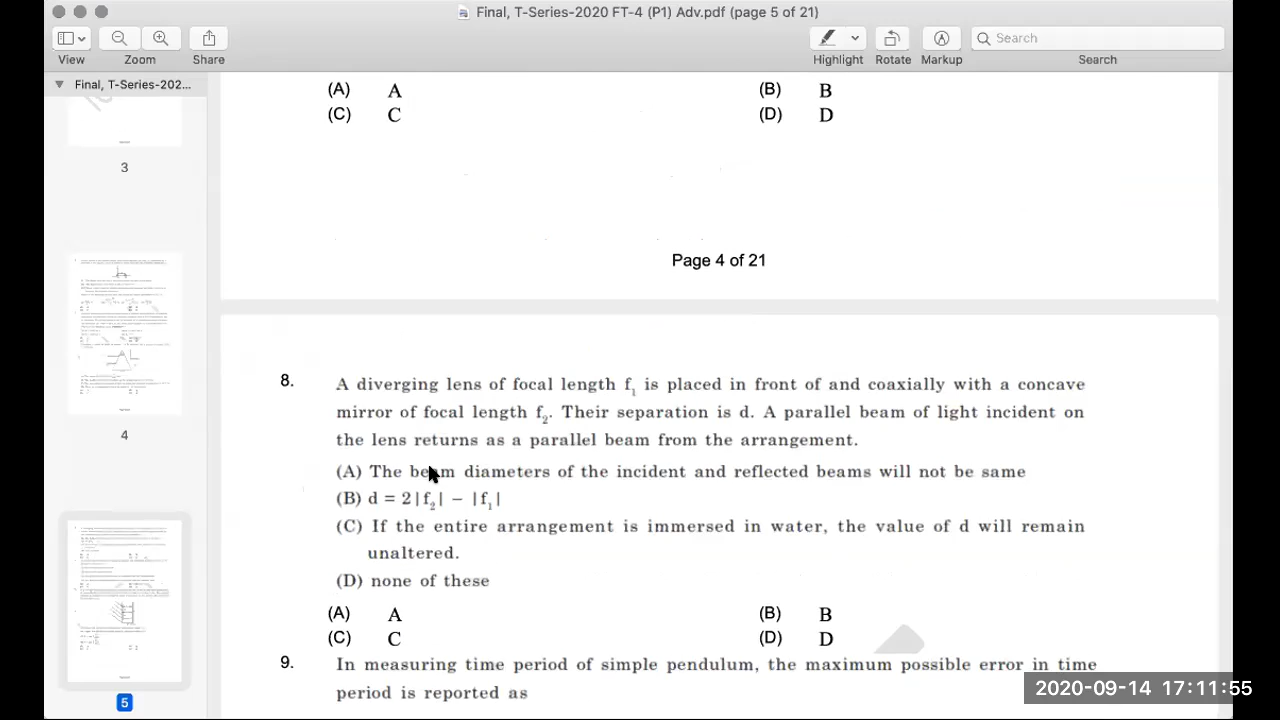 Final, T-Series-2020 FT-4 (P1) Adv.pdf (page 5 of 21)
View Zoom Share Highlight Rotate Markup Search
Search
Final, T-Series-202...
3
4
5
(A) A (B) B
(C) C (D) D
Page 4 of 21
8. A diverging lens of focal length f₁ is placed in front of and coaxially with a concave
mirror of focal length f₂. Their separation is d. A parallel beam of light incident on
the lens returns as a parallel beam from the arrangement.
(A) The beam diameters of the incident and reflected beams will not be same
(B) d = 2|f₂| − |f₁|
(C) If the entire arrangement is immersed in water, the value of d will remain
unaltered.
(D) none of these
(A) A (B) B
(C) C (D) D
9. In measuring time period of simple pendulum, the maximum possible error in time
period is reported as
2020-09-14 17:11:55